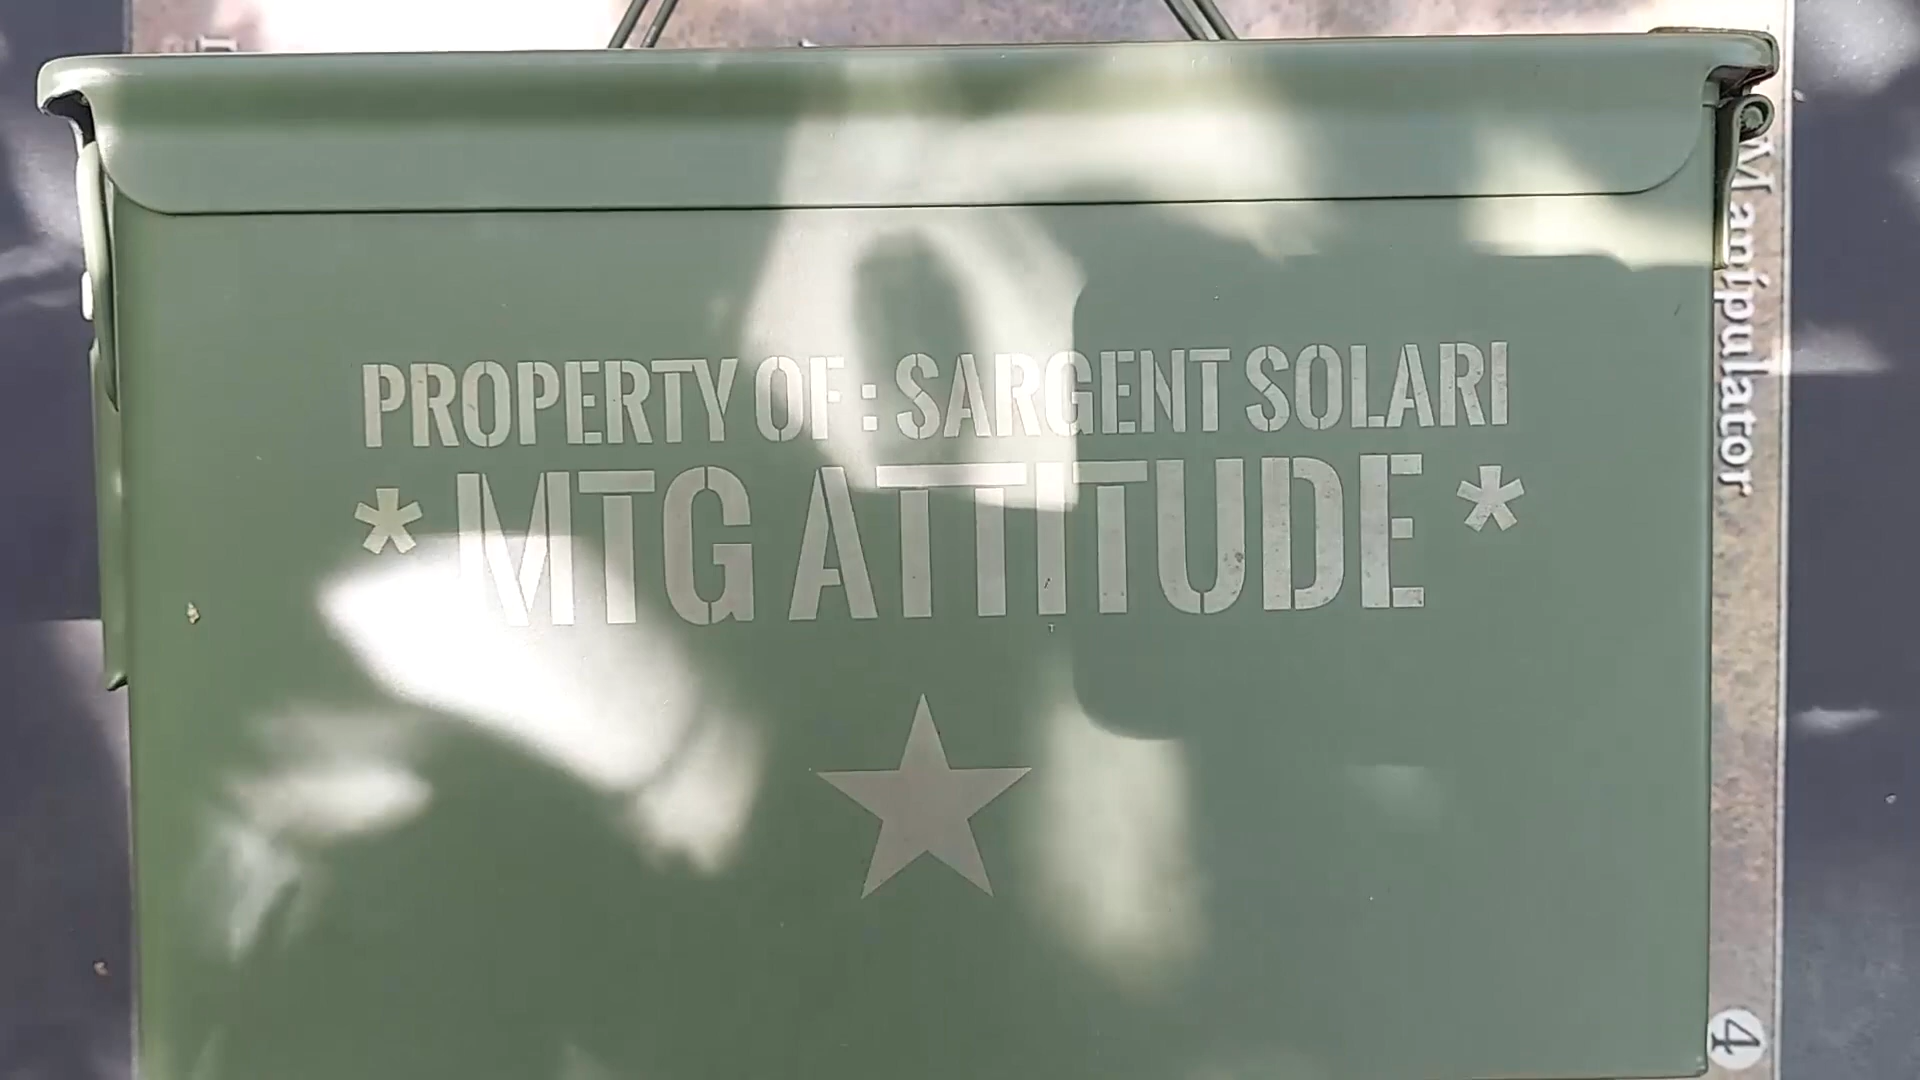 PROPERTY OF : SARGENT SOLARI
* MTG ATTITUDE *
Manipulator
4